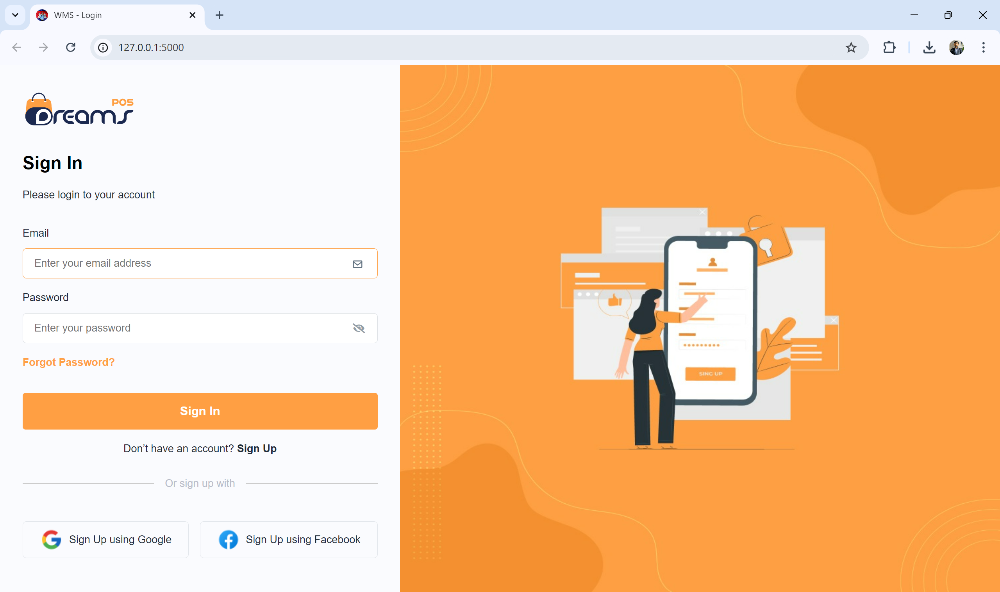 WMS - Login
127.0.0.1:5000
POS
Dreams
Sign In
Please login to your account
Email
Enter your email address
Password
Enter your password
Forgot Password?
Sign In
Don’t have an account? Sign Up
Or sign up with
Sign Up using Google
Sign Up using Facebook
SING UP